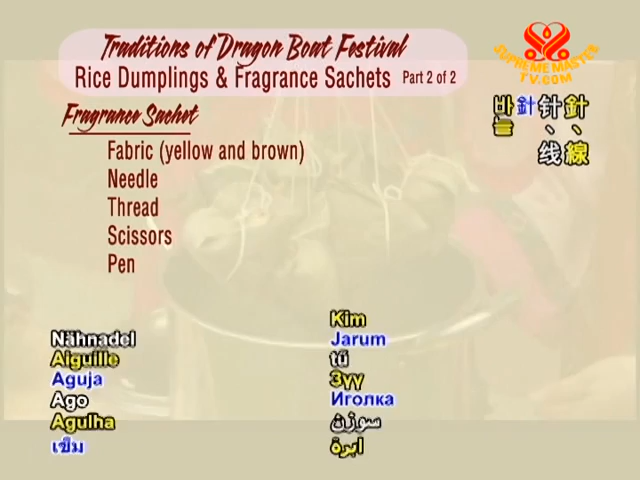 Traditions of Dragon Boat Festival
Rice Dumplings & Fragrance Sachets Part 2 of 2
SUPREME MASTER
TV.COM
Fragrance Sachet
Fabric (yellow and brown)
Needle
Thread
Scissors
Pen
바늘
針
针、线
針、線
Nähnadel
Aiguille
Aguja
Ago
Agulha
เข็ม
Kim
Jarum
tű
Зүү
Иголка
سوزن
ابرة